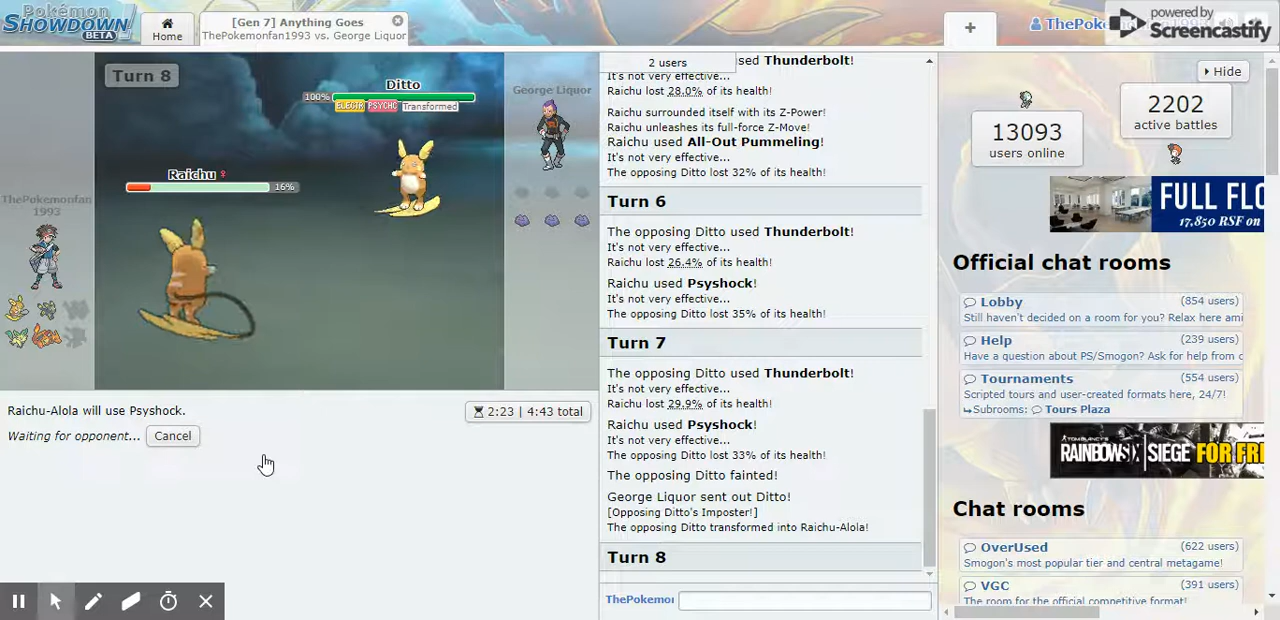 Pokémon
SHOWDOWN
BETA
Home
[Gen 7] Anything Goes
ThePokemonfan1993 vs. George Liquor
+
ThePoke
powered by
Screencastify
Turn 8
Ditto
100%
ELECTR PSYCHC Transformed
Raichu ♀
16%
ThePokemonfan
1993
George Liquor
Raichu-Alola will use Psyshock.
Waiting for opponent... Cancel
2:23 | 4:43 total
2 users
sed Thunderbolt!
It's not very effective...
Raichu lost 28.0% of its health!
Raichu surrounded itself with its Z-Power!
Raichu unleashes its full-force Z-Move!
Raichu used All-Out Pummeling!
It's not very effective...
The opposing Ditto lost 32% of its health!
Turn 6
The opposing Ditto used Thunderbolt!
It's not very effective...
Raichu lost 26.4% of its health!
Raichu used Psyshock!
It's not very effective...
The opposing Ditto lost 35% of its health!
Turn 7
The opposing Ditto used Thunderbolt!
It's not very effective...
Raichu lost 29.9% of its health!
Raichu used Psyshock!
It's not very effective...
The opposing Ditto lost 33% of its health!
The opposing Ditto fainted!
George Liquor sent out Ditto!
[Opposing Ditto's Imposter!]
The opposing Ditto transformed into Raichu-Alola!
Turn 8
ThePokemo
Hide
13093
users online
2202
active battles
FULL FLO
17,850 RSF on
Official chat rooms
Lobby (854 users)
Still haven't decided on a room for you? Relax here ami
Help (239 users)
Have a question about PS/Smogon? Ask for help from c
Tournaments (554 users)
Scripted tours and user-created formats here, 24/7!
Subrooms: Tours Plaza
TOM CLANCY'S
RAINBOW SIX | SIEGE FOR FRE
Chat rooms
OverUsed (622 users)
Smogon's most popular tier and central metagame!
VGC (391 users)
The room for the official competitive format!